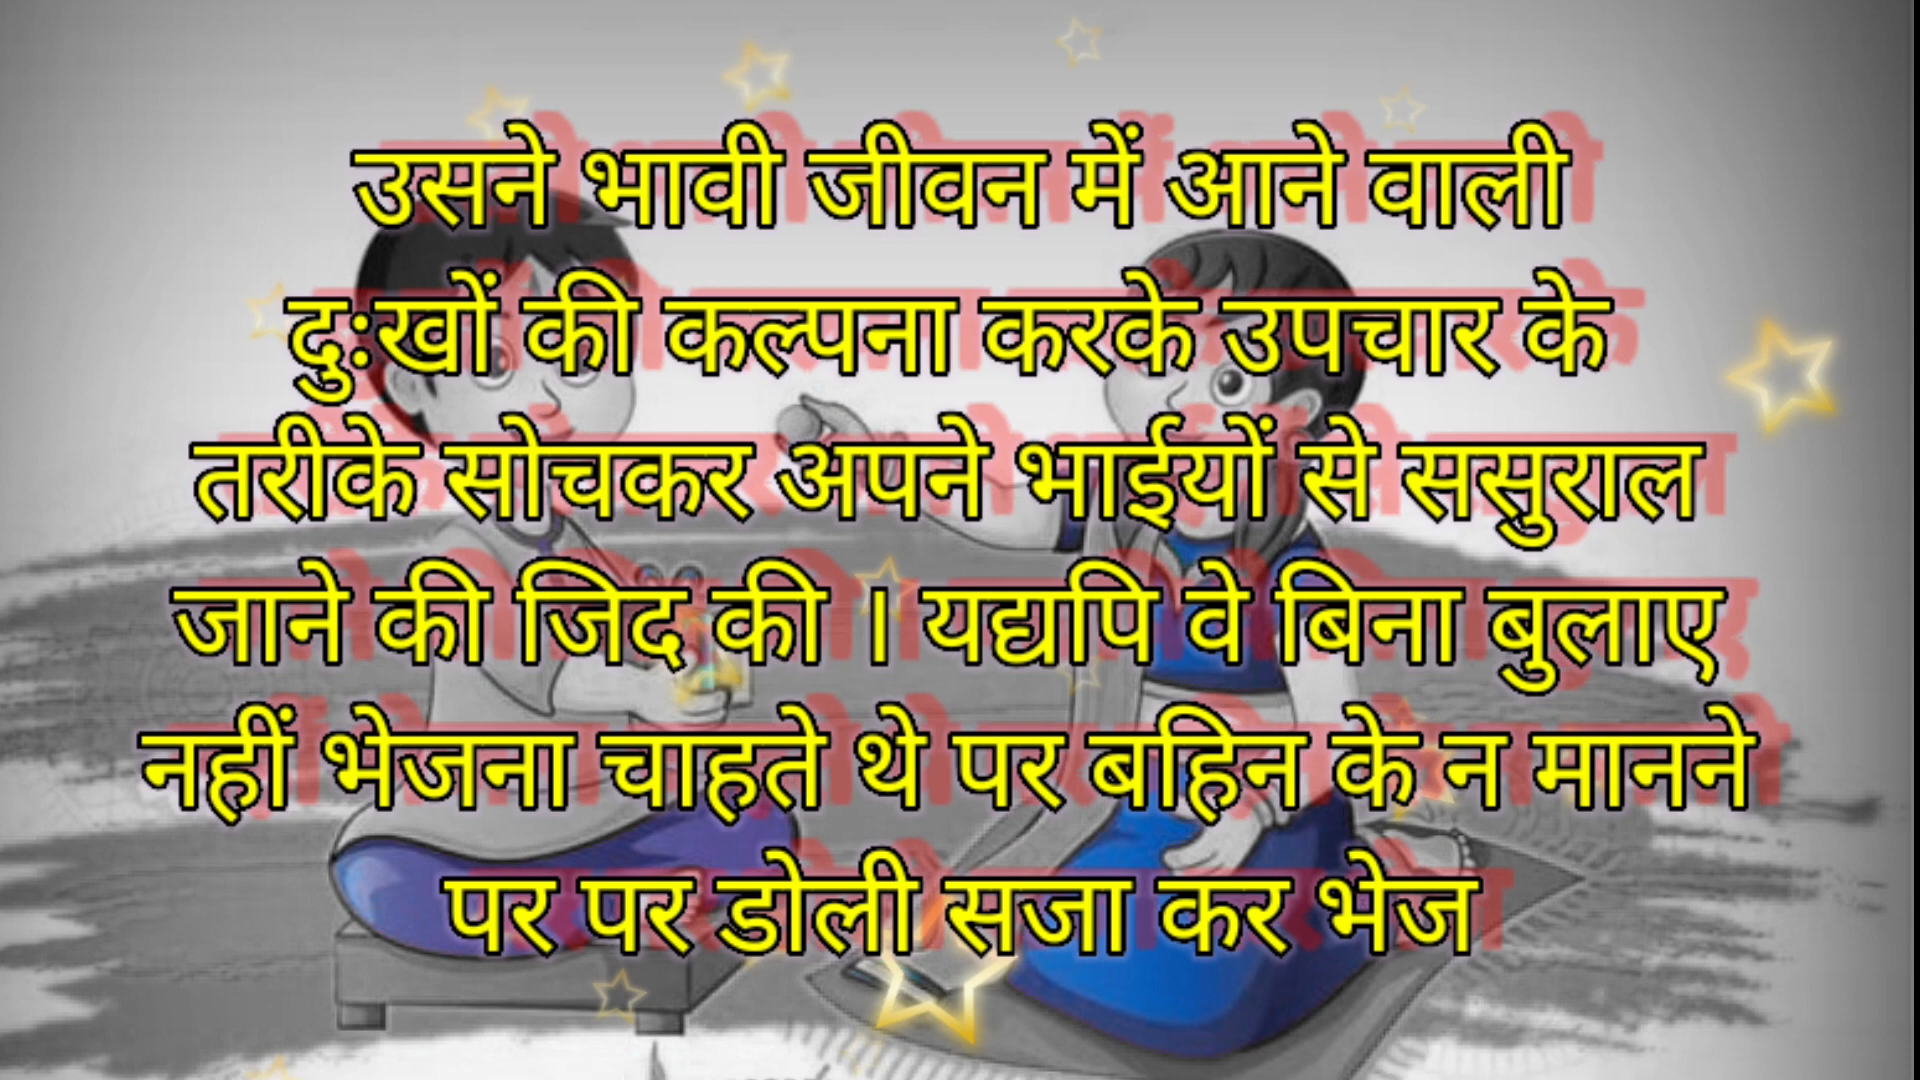 उसने भावी जीवन में आने वाली
दुःखों की कल्पना करके उपचार के
तरीके सोचकर अपने भाईयों से ससुराल
जाने की जिद की । यद्यपि वे बिना बुलाए
नहीं भेजना चाहते थे पर बहिन के न मानने
पर पर डोली सजा कर भेज